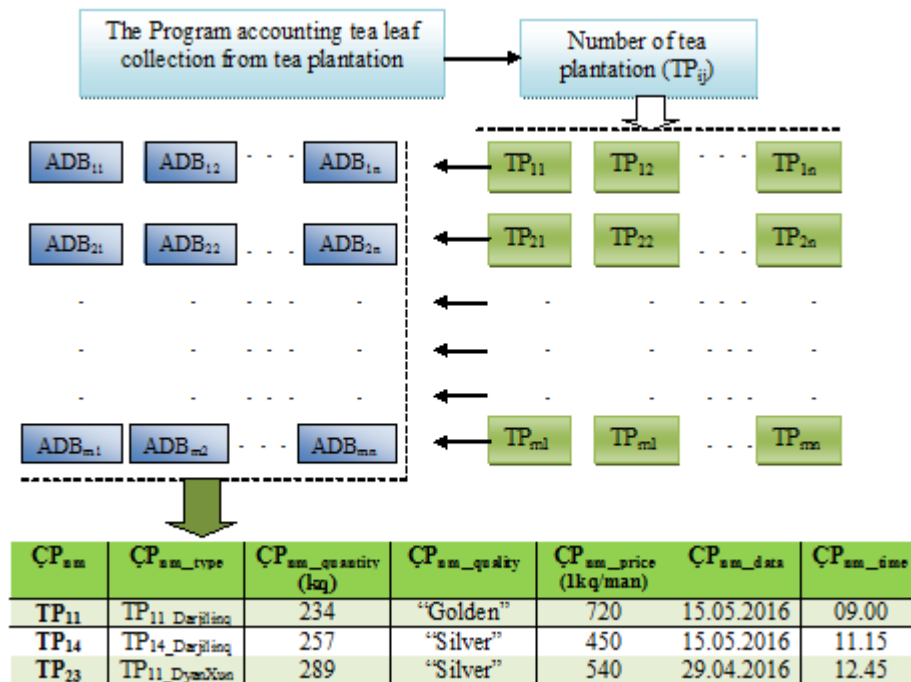 The Program accounting tea leaf
collection from tea plantation
Number of tea
plantation (TPij)
ADB11 ADB12 . . . ADB1n TP11 TP12 . . . TP1n
ADB21 ADB22 . . . ADB2n TP21 TP22 . . . TP2n
ADBm1 ADBm2 . . . ADBmn TPm1 TPm1 . . . TPmn
ÇPnm ÇPnm_type ÇPnm_quantity (kq) ÇPnm_quality ÇPnm_price (1kq/man) ÇPnm_data ÇPnm_time
TP11 TP11_Darjilinq 234 “Golden” 720 15.05.2016 09.00
TP14 TP14_Darjilinq 257 “Silver” 450 15.05.2016 11.15
TP23 TP11_DyanXun 289 “Silver” 540 29.04.2016 12.45